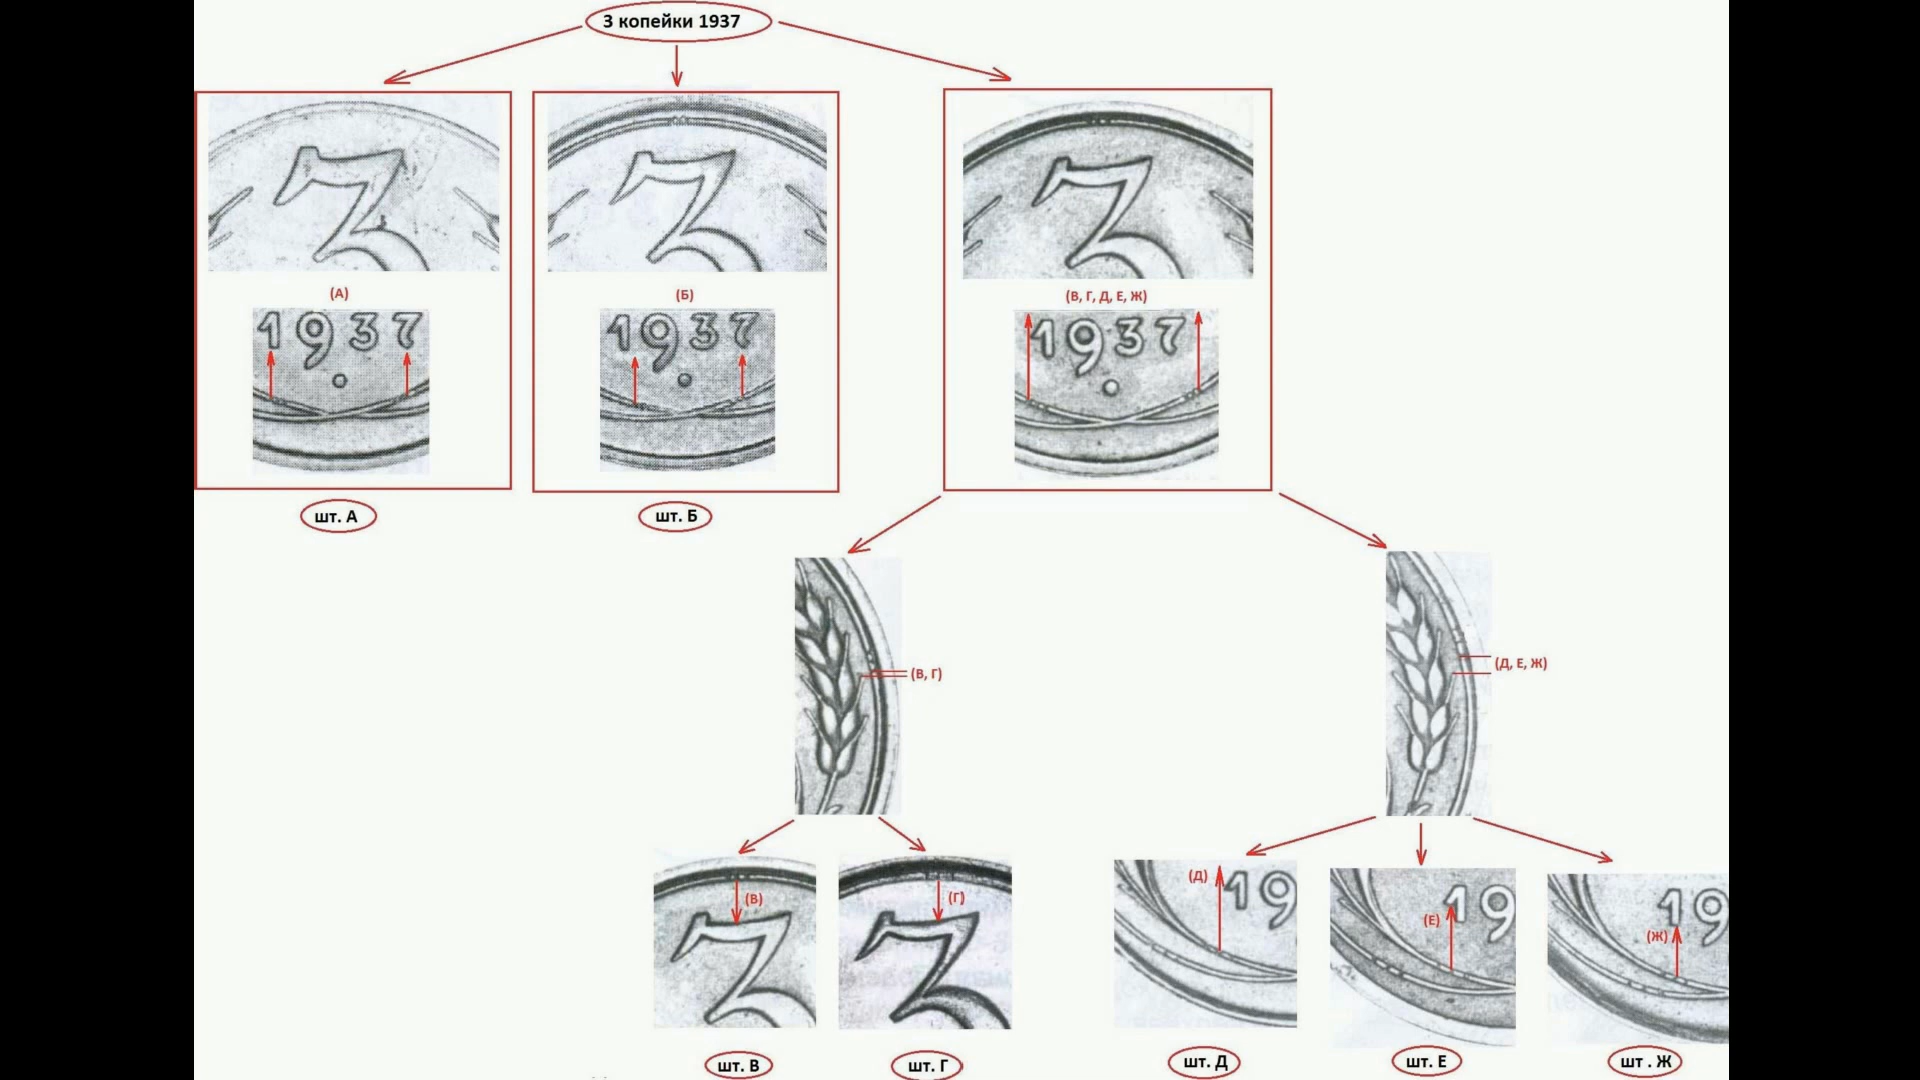 3 копейки 1937
(А)
(Б)
(В, Г, Д, Е, Ж)
1937
1937
1937
шт. А
шт. Б
(В, Г)
(Д, Е, Ж)
(В)
(Г)
(Д)
19
(Е)
19
(Ж)
19
шт. В
шт. Г
шт. Д
шт. Е
шт . Ж